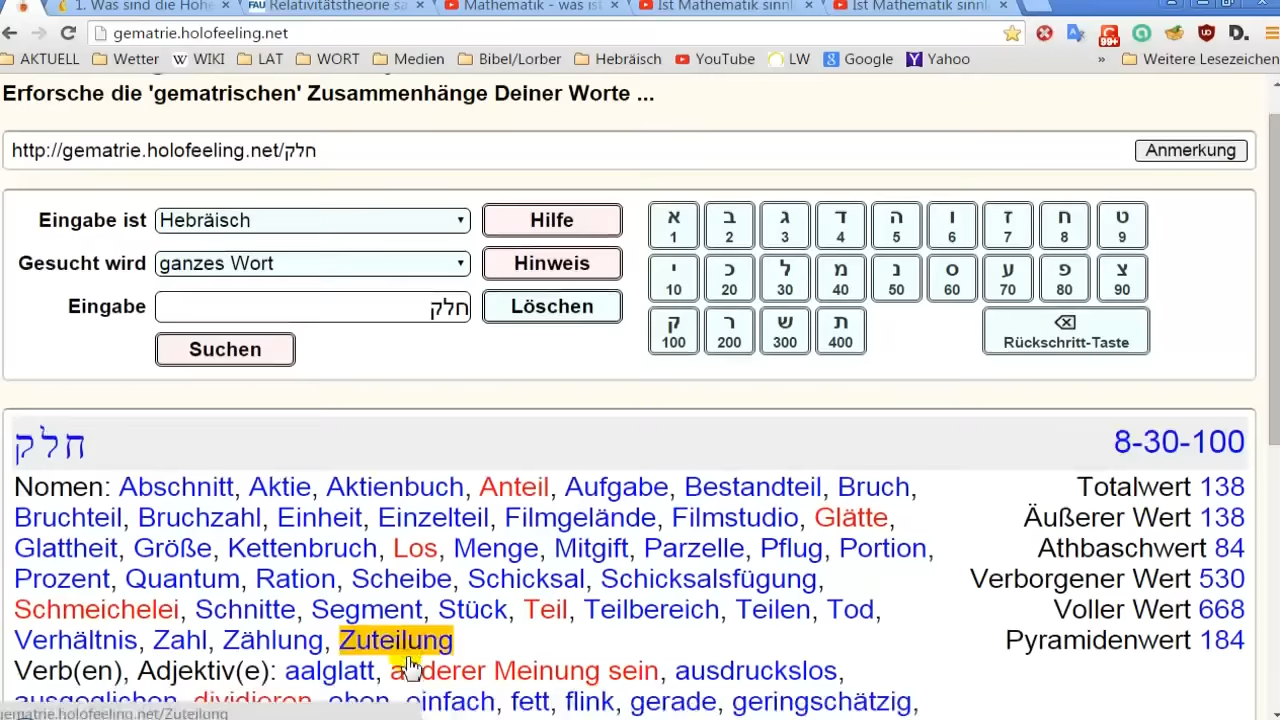 1. Was sind die Höhe
Relativitätstheorie sa
Mathematik - was ist
Ist Mathematik sinnl
Ist Mathematik sinnl
gematrie.holofeeling.net
AKTUELL Wetter WIKI LAT WORT Medien Bibel/Lorber Hebräisch YouTube LW Google Yahoo » Weitere Lesezeichen
Erforsche die 'gematrischen' Zusammenhänge Deiner Worte ...
http://gematrie.holofeeling.net/חלק Anmerkung
Eingabe ist Hebräisch Hilfe
Gesucht wird ganzes Wort Hinweis
Eingabe חלק Löschen
Suchen
א ב ג ד ה ו ז ח ט
1 2 3 4 5 6 7 8 9
י כ ל מ נ ס ע פ צ
10 20 30 40 50 60 70 80 90
ק ר ש ת
100 200 300 400 Rückschritt-Taste
חלק 8-30-100
Nomen: Abschnitt, Aktie, Aktienbuch, Anteil, Aufgabe, Bestandteil, Bruch, Totalwert 138
Bruchteil, Bruchzahl, Einheit, Einzelteil, Filmgelände, Filmstudio, Glätte, Äußerer Wert 138
Glattheit, Größe, Kettenbruch, Los, Menge, Mitgift, Parzelle, Pflug, Portion, Athbaschwert 84
Prozent, Quantum, Ration, Scheibe, Schicksal, Schicksalsfügung, Verborgener Wert 530
Schmeichelei, Schnitte, Segment, Stück, Teil, Teilbereich, Teilen, Tod, Voller Wert 668
Verhältnis, Zahl, Zählung, Zuteilung Pyramidenwert 184
Verb(en), Adjektiv(e): aalglatt, anderer Meinung sein, ausdruckslos,
ausgeglichen, dividieren, eben, einfach, fett, flink, gerade, geringschätzig,
gematrie.holofeeling.net/Zuteilung